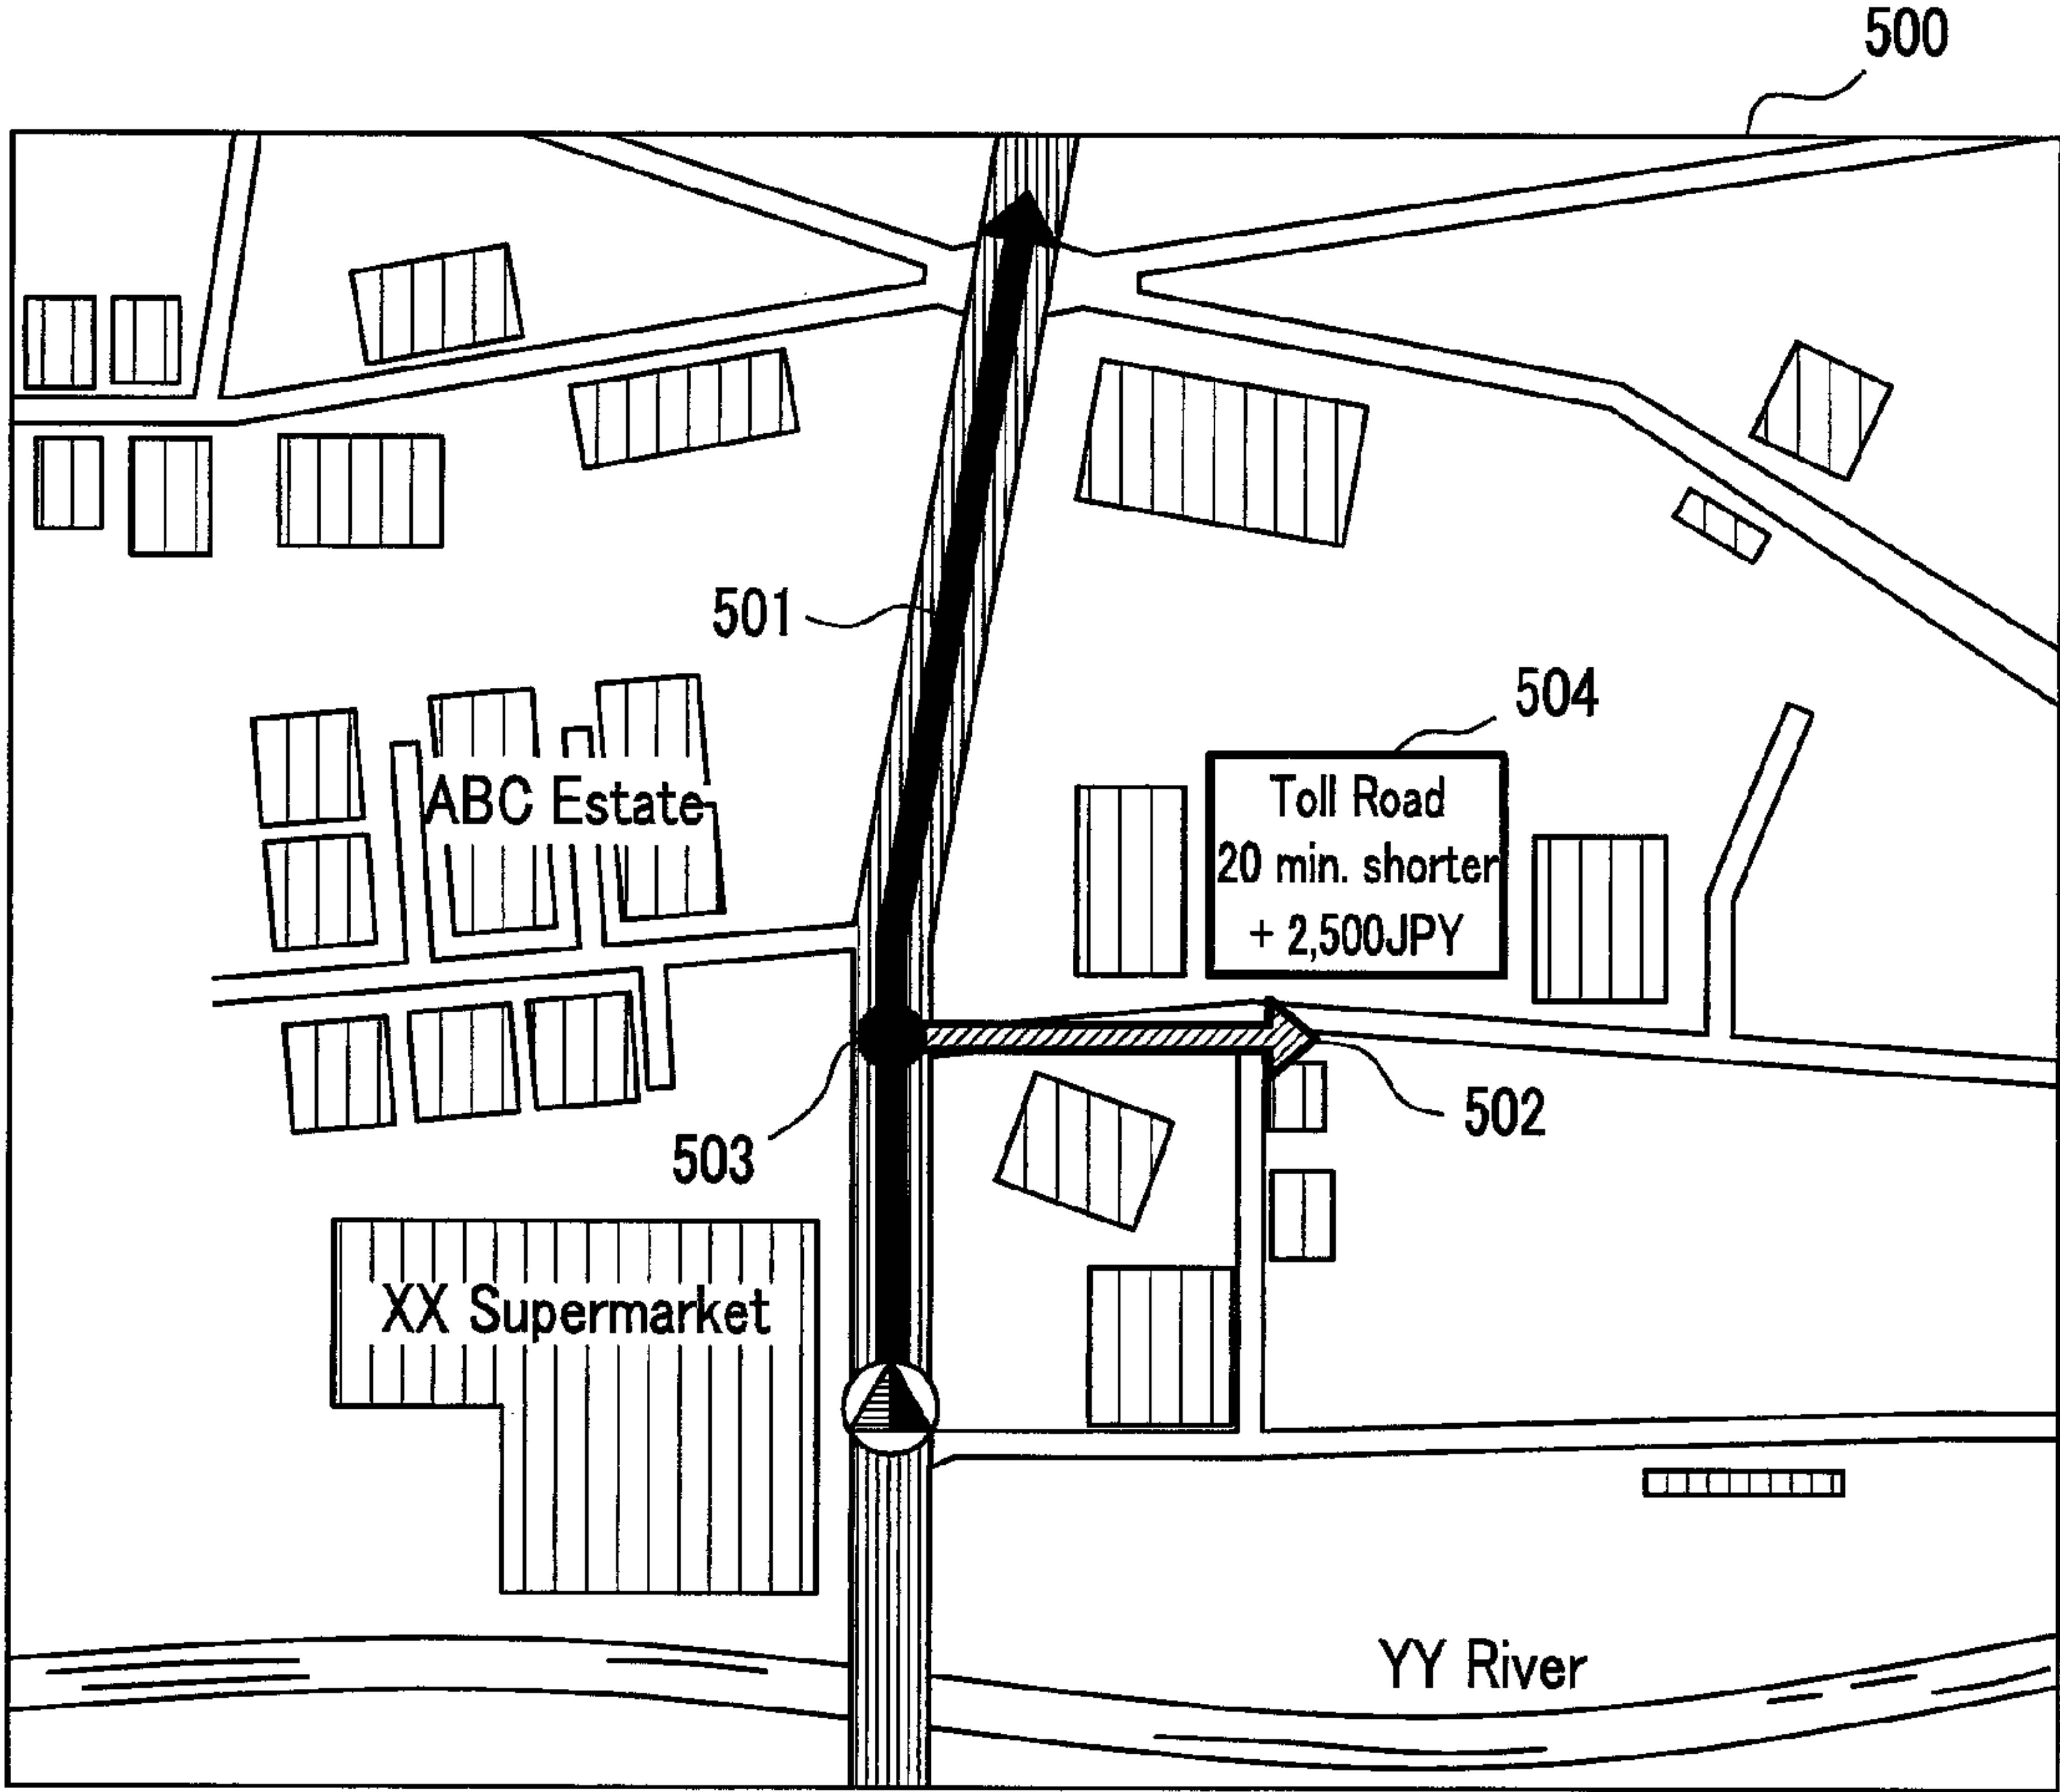 500
501
504
ABC Estate
Toll Road
20 min. shorter
+ 2,500JPY
502
503
XX Supermarket
YY River